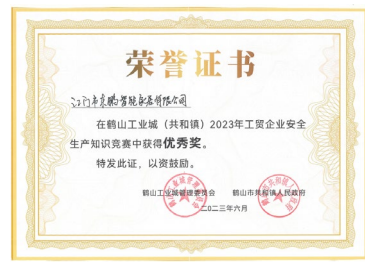 荣誉证书
江门市东鹏智能家居有限公司
在鹤山工业城（共和镇）2023年工贸企业安全
生产知识竞赛中获得优秀奖。
特发此证，以资鼓励。
鹤山工业城管理委员会 鹤山市共和镇人民政府
二〇二三年六月